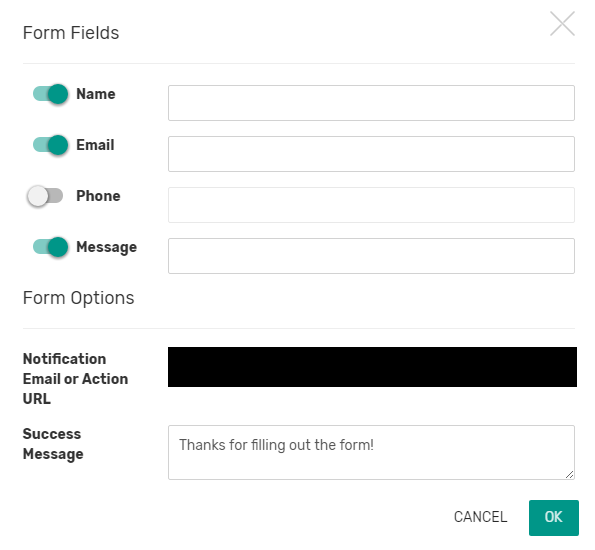 Form Fields
Name
Email
Phone
Message
Form Options
Notification
Email or Action
URL
Success
Message
Thanks for filling out the form!
CANCEL
OK